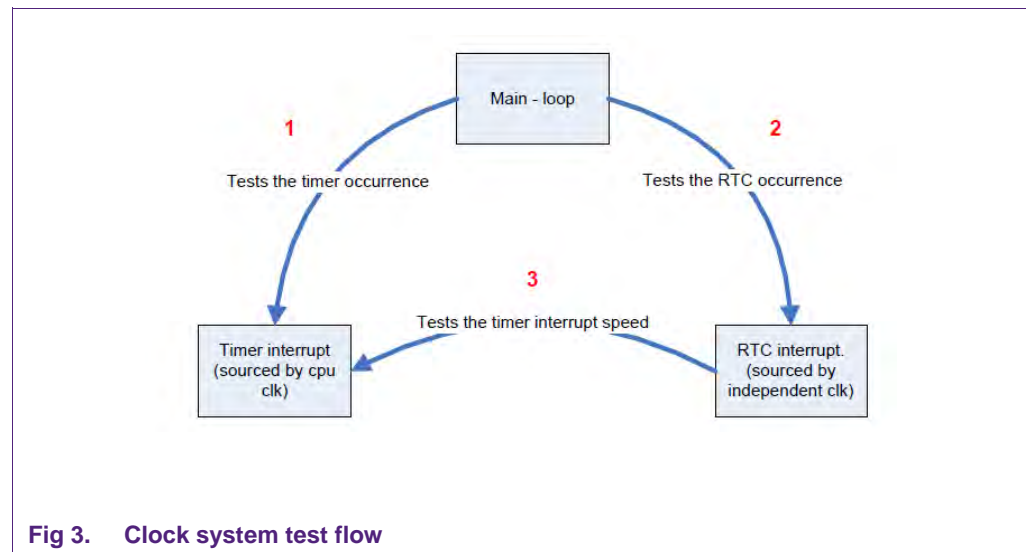 Main - loop
1
2
Tests the timer occurrence
Tests the RTC occurrence
3
Tests the timer interrupt speed
Timer interrupt
(sourced by cpu
clk)
RTC interrupt.
(sourced by
independent clk)
Fig 3. Clock system test flow